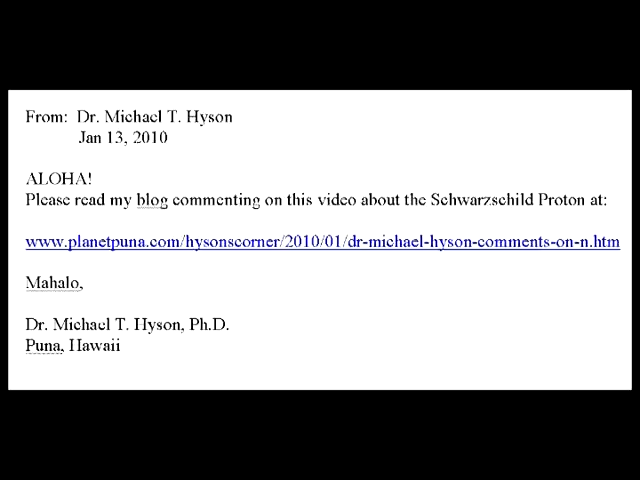 From: Dr. Michael T. Hyson
Jan 13, 2010
ALOHA!
Please read my blog commenting on this video about the Schwarzschild Proton at:
www.planetpuna.com/hysonscorner/2010/01/dr-michael-hyson-comments-on-n.htm
Mahalo,
Dr. Michael T. Hyson, Ph.D.
Puna, Hawaii